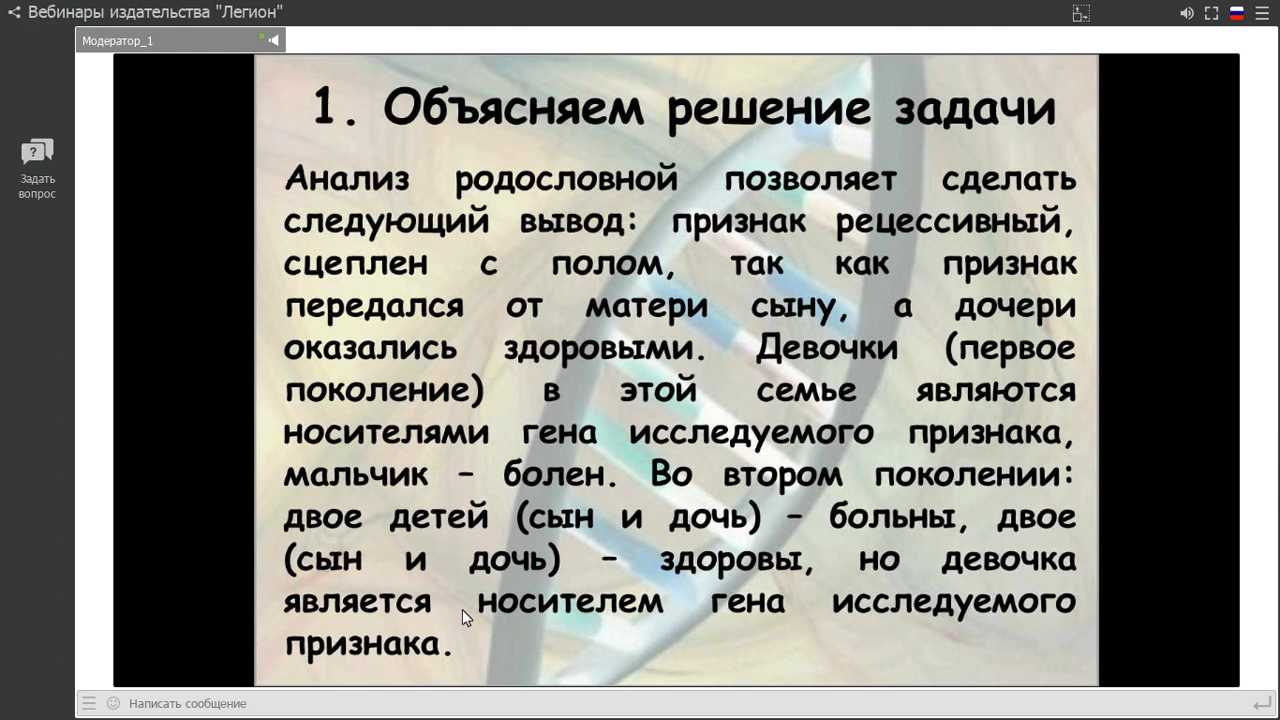 Вебинары издательства "Легион"
Модератор_1
Задать
вопрос
1. Объясняем решение задачи
Анализ родословной позволяет сделать
следующий вывод: признак рецессивный,
сцеплен с полом, так как признак
передался от матери сыну, а дочери
оказались здоровыми. Девочки (первое
поколение) в этой семье являются
носителями гена исследуемого признака,
мальчик – болен. Во втором поколении:
двое детей (сын и дочь) – больны, двое
(сын и дочь) – здоровы, но девочка
является носителем гена исследуемого
признака.
Написать сообщение